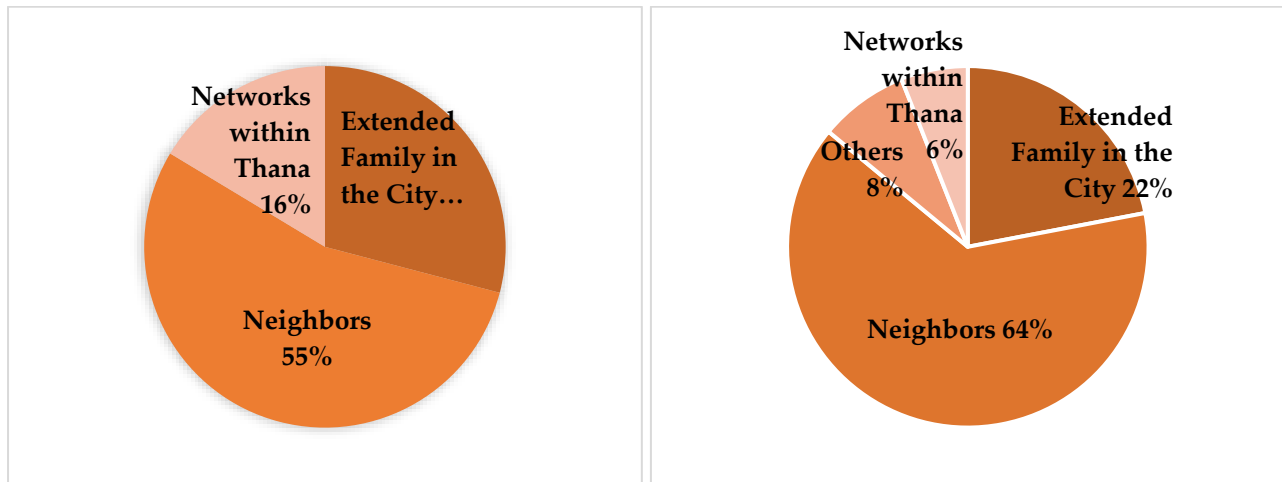 Networks
within
Thana
16%
Extended
Family in
the City…
Neighbors
55%
Networks
within
Thana
6%
Others
8%
Extended
Family in the
City 22%
Neighbors 64%